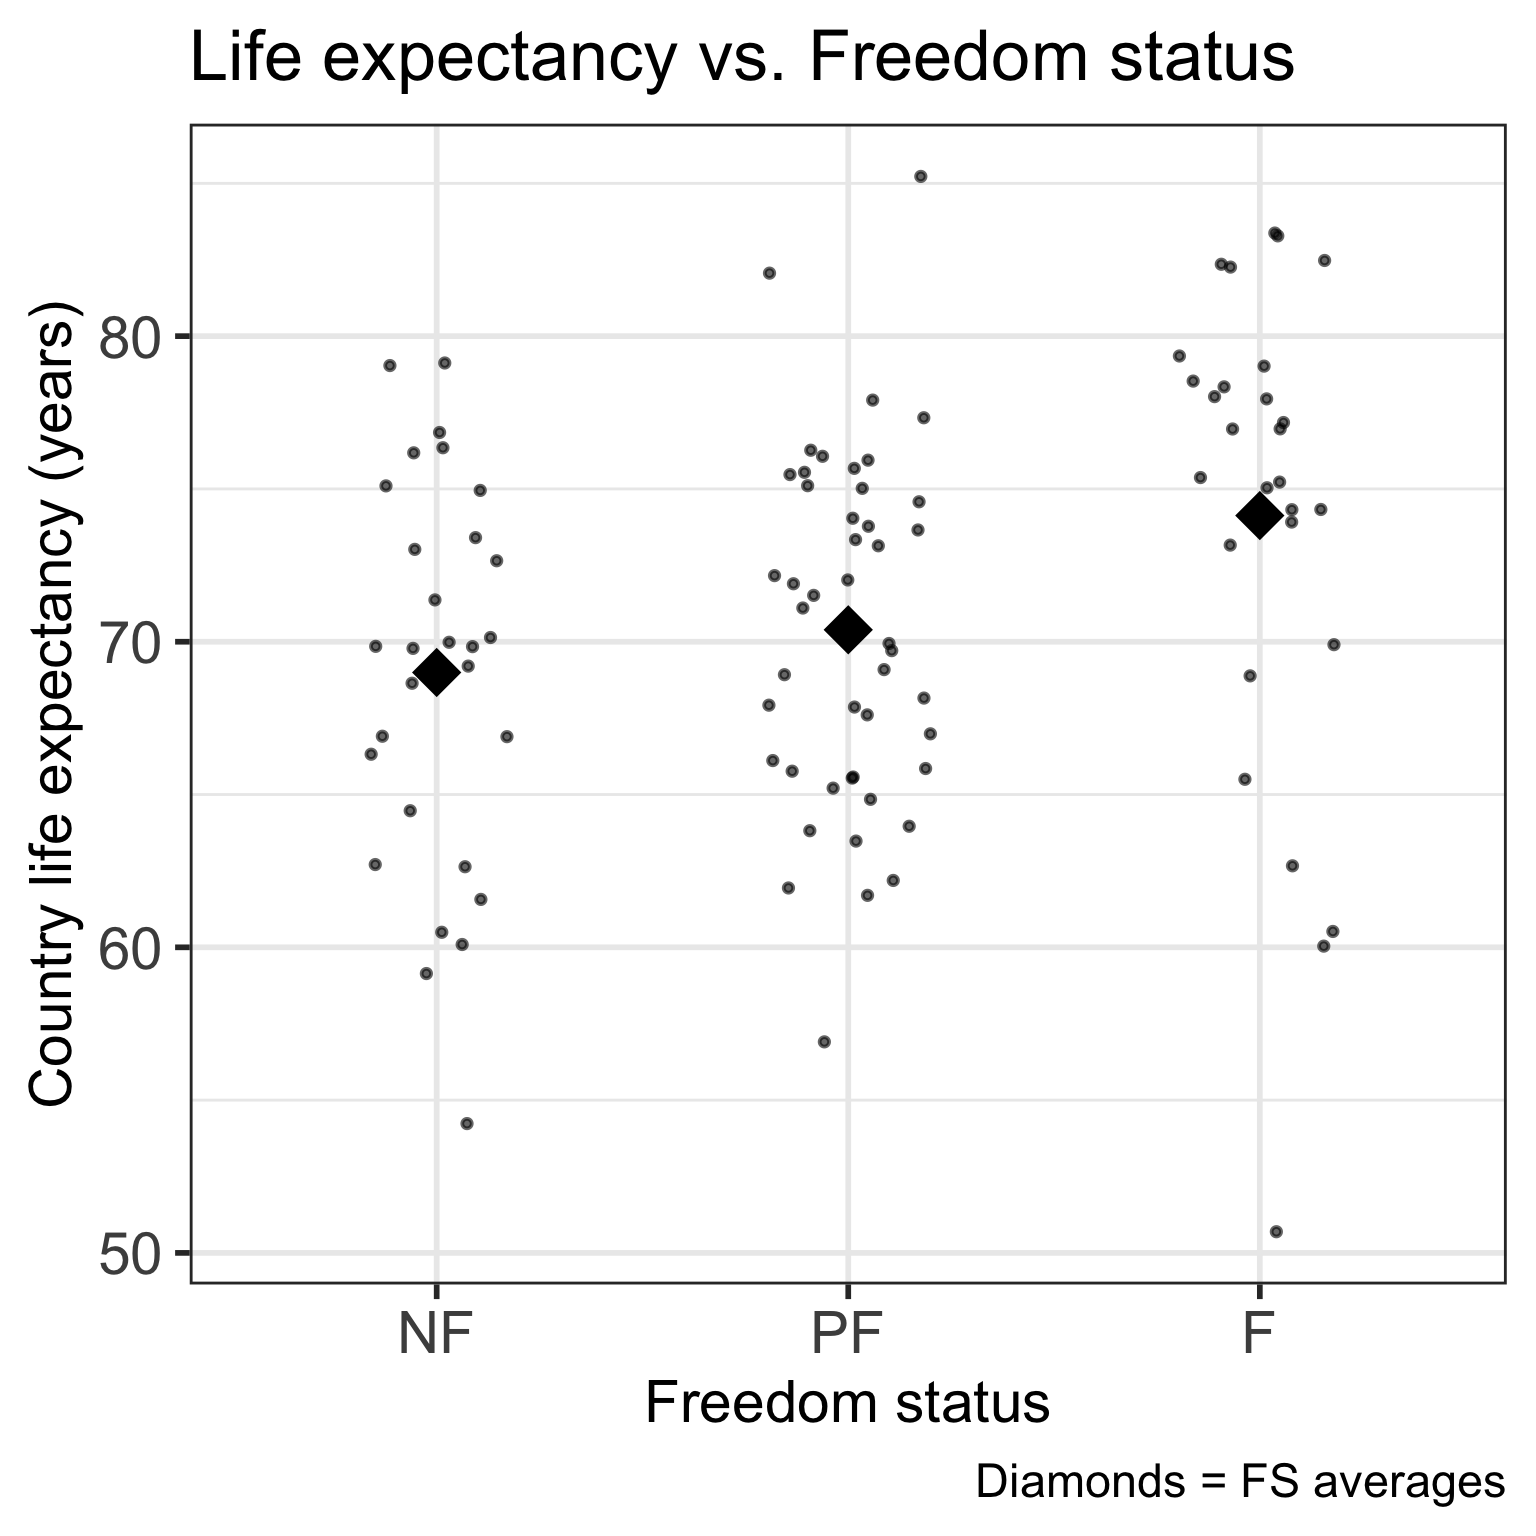 Life expectancy vs. Freedom status
Country life expectancy (years)
80
70
60
50
NF PF F
Freedom status
Diamonds = FS averages